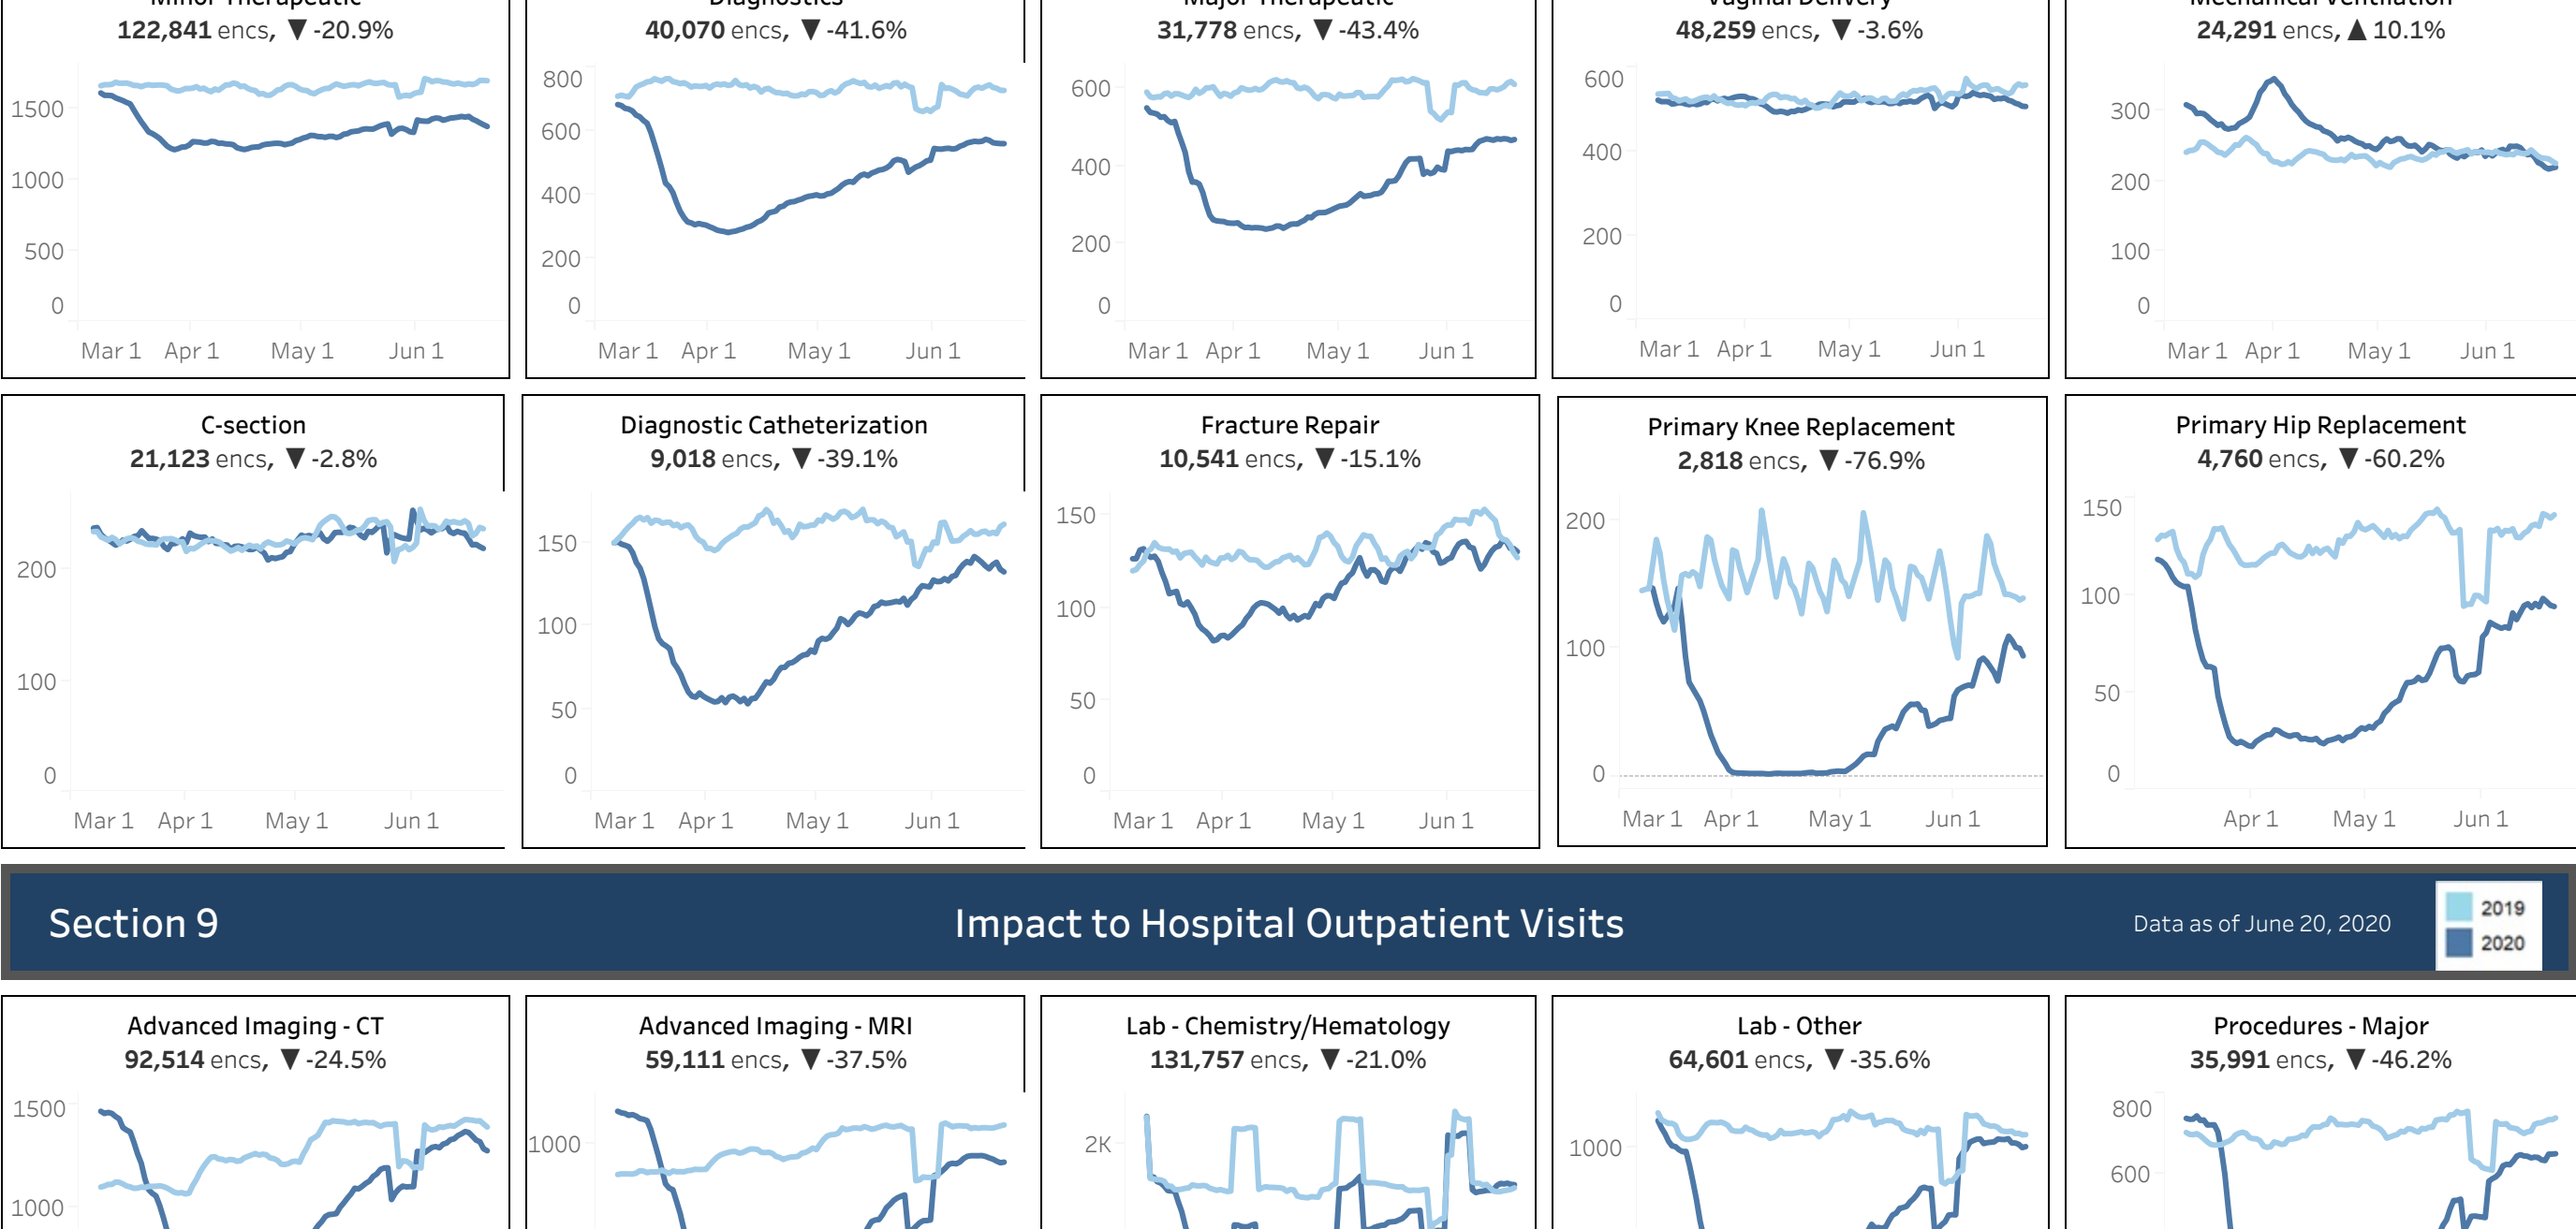 Minor Therapeutic
122,841 encs, ▼ -20.9%
1500
1000
500
0
Mar 1 Apr 1 May 1 Jun 1
Diagnostics
40,070 encs, ▼ -41.6%
800
600
400
200
0
Mar 1 Apr 1 May 1 Jun 1
Major Therapeutic
31,778 encs, ▼ -43.4%
600
400
200
0
Mar 1 Apr 1 May 1 Jun 1
Vaginal Delivery
48,259 encs, ▼ -3.6%
600
400
200
0
Mar 1 Apr 1 May 1 Jun 1
Mechanical Ventilation
24,291 encs, ▲ 10.1%
300
200
100
0
Mar 1 Apr 1 May 1 Jun 1
C-section
21,123 encs, ▼ -2.8%
200
100
0
Mar 1 Apr 1 May 1 Jun 1
Diagnostic Catheterization
9,018 encs, ▼ -39.1%
150
100
50
0
Mar 1 Apr 1 May 1 Jun 1
Fracture Repair
10,541 encs, ▼ -15.1%
150
100
50
0
Mar 1 Apr 1 May 1 Jun 1
Primary Knee Replacement
2,818 encs, ▼ -76.9%
200
100
0
Mar 1 Apr 1 May 1 Jun 1
Primary Hip Replacement
4,760 encs, ▼ -60.2%
150
100
50
0
Apr 1 May 1 Jun 1
Section 9
Impact to Hospital Outpatient Visits
Data as of June 20, 2020
2019
2020
Advanced Imaging - CT
92,514 encs, ▼ -24.5%
1500
1000
Advanced Imaging - MRI
59,111 encs, ▼ -37.5%
1000
Lab - Chemistry/Hematology
131,757 encs, ▼ -21.0%
2K
Lab - Other
64,601 encs, ▼ -35.6%
1000
Procedures - Major
35,991 encs, ▼ -46.2%
800
600